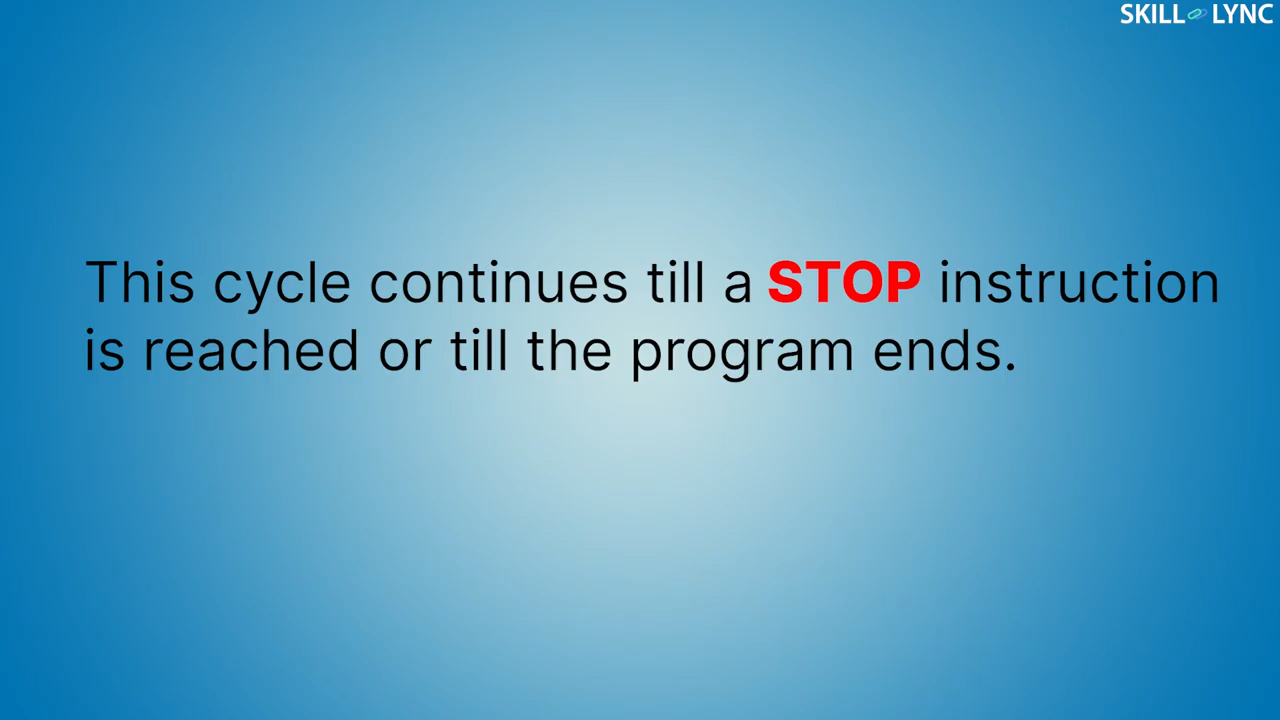 SKILL LYNC
This cycle continues till a STOP instruction
is reached or till the program ends.